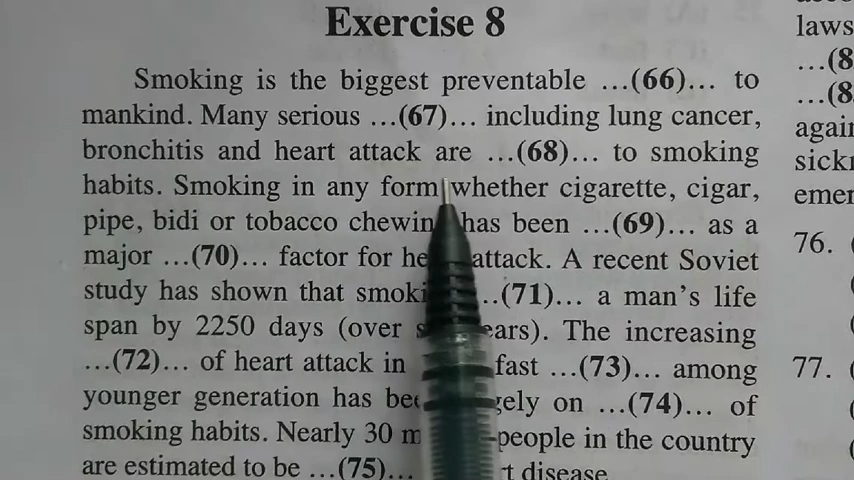 Exercise 8
Smoking is the biggest preventable ...(66)... to
mankind. Many serious ...(67)... including lung cancer,
bronchitis and heart attack are ...(68)... to smoking
habits. Smoking in any form whether cigarette, cigar,
pipe, bidi or tobacco has been ...(69)... as a
major ...(70)... factor for attack. A recent Soviet
study has shown that ...(71)... a man's life
span by 2250 days (over The increasing
...(72)... of heart attack in fast ...(73)... among
younger generation has on ...(74)... of
smoking habits. Nearly 30 people in the country
are estimated to be ...(75)... disease
laws
...(8
...(8
76. (
77. (